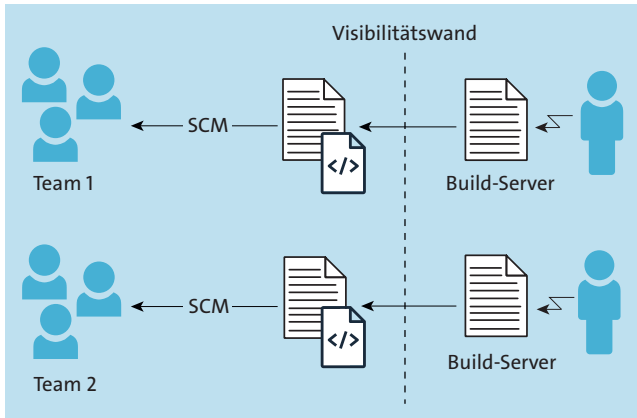 Visibilitätswand
SCM
</>
Team 1
Build-Server
SCM
</>
Team 2
Build-Server